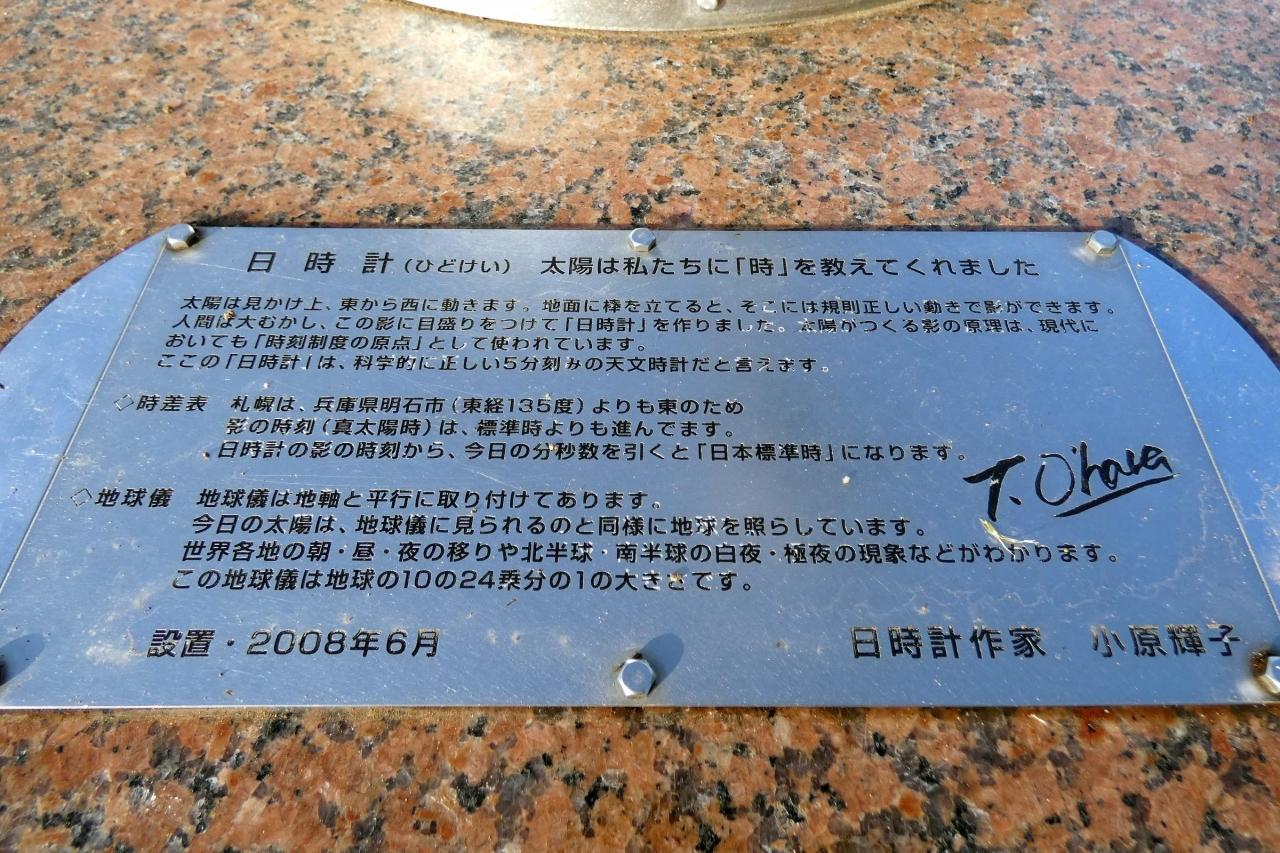 日時計(ひどけい) 太陽は私たちに「時」を教えてくれました
太陽は見かけ上、東から西に動きます。地面に棒を立てると、そこには規則正しい動きで影ができます。
人間は大むかし、この影に目盛りをつけて「日時計」を作りました。太陽がつくる影の原理は、現代に
おいても「時刻制度の原点」として使われています。
ここの「日時計」は、科学的に正しい5分刻みの天文時計だと言えます。
◇時差表 札幌は、兵庫県明石市(東経135度)よりも東のため
影の時刻(真太陽時)は、標準時よりも進んでます。
日時計の影の時刻から、今日の分秒数を引くと「日本標準時」になります。
T. O'hara
◇地球儀 地球儀は地軸と平行に取り付けてあります。
今日の太陽は、地球儀に見られるのと同様に地球を照らしています。
世界各地の朝・昼・夜の移りや北半球・南半球の白夜・極夜の現象などがわかります。
この地球儀は地球の10の24乗分の1の大きさです。
設置・2008年6月
日時計作家 小原輝子